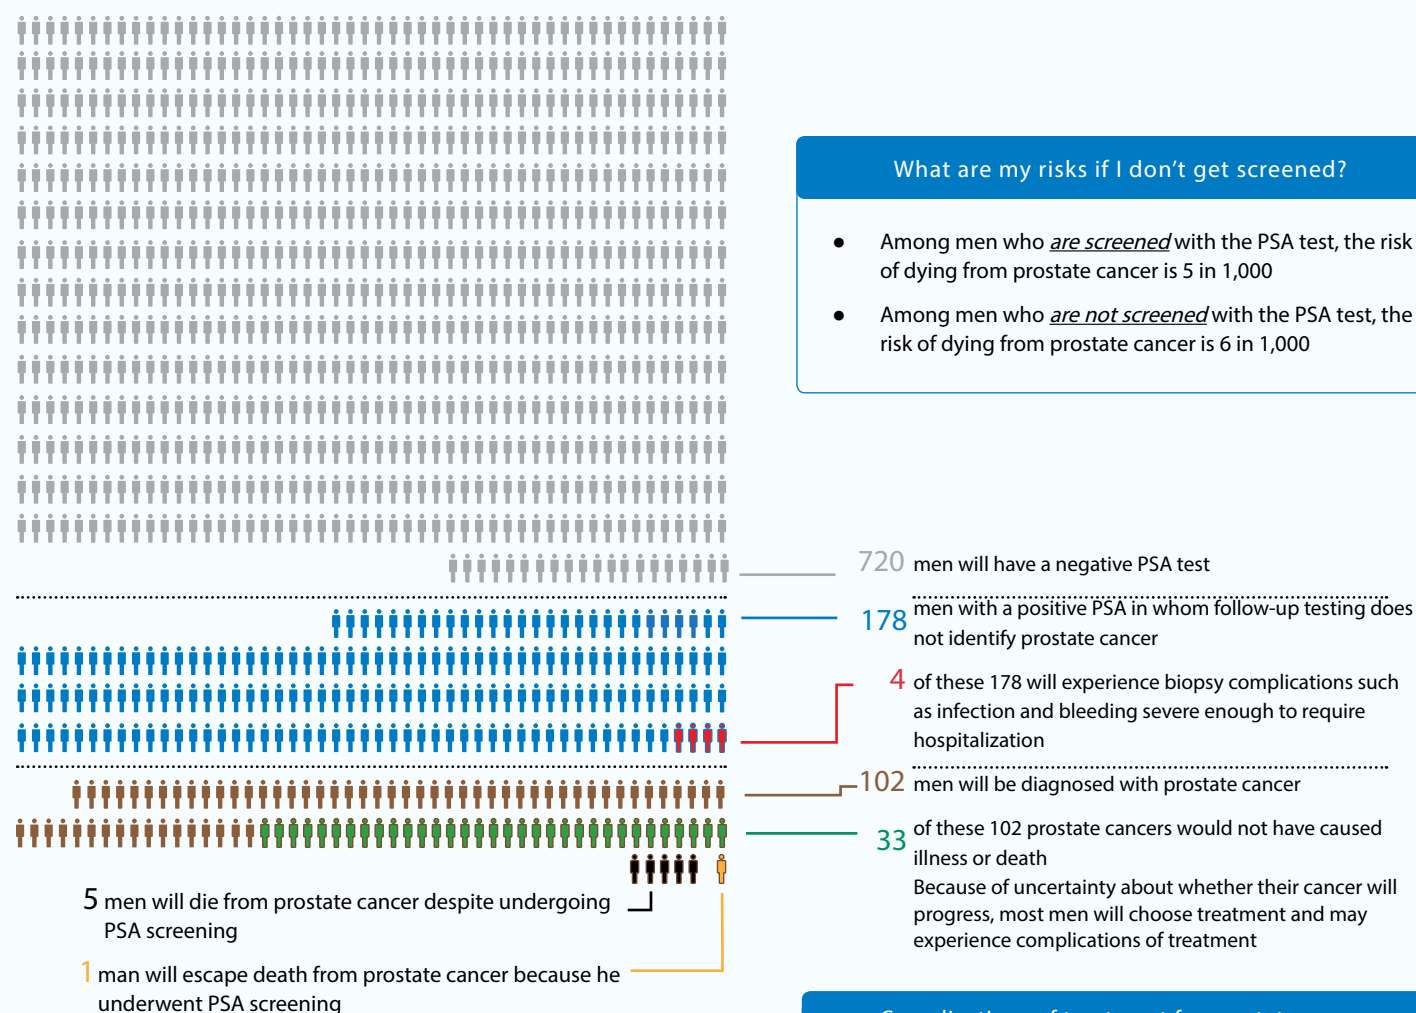 What are my risks if I don't get screened?
● Among men who are screened with the PSA test, the risk
of dying from prostate cancer is 5 in 1,000
● Among men who are not screened with the PSA test, the
risk of dying from prostate cancer is 6 in 1,000
720 men will have a negative PSA test
178 men with a positive PSA in whom follow-up testing does
not identify prostate cancer
4 of these 178 will experience biopsy complications such
as infection and bleeding severe enough to require
hospitalization
102 men will be diagnosed with prostate cancer
33 of these 102 prostate cancers would not have caused
illness or death
Because of uncertainty about whether their cancer will
progress, most men will choose treatment and may
experience complications of treatment
5 men will die from prostate cancer despite undergoing
PSA screening
1 man will escape death from prostate cancer because he
underwent PSA screening